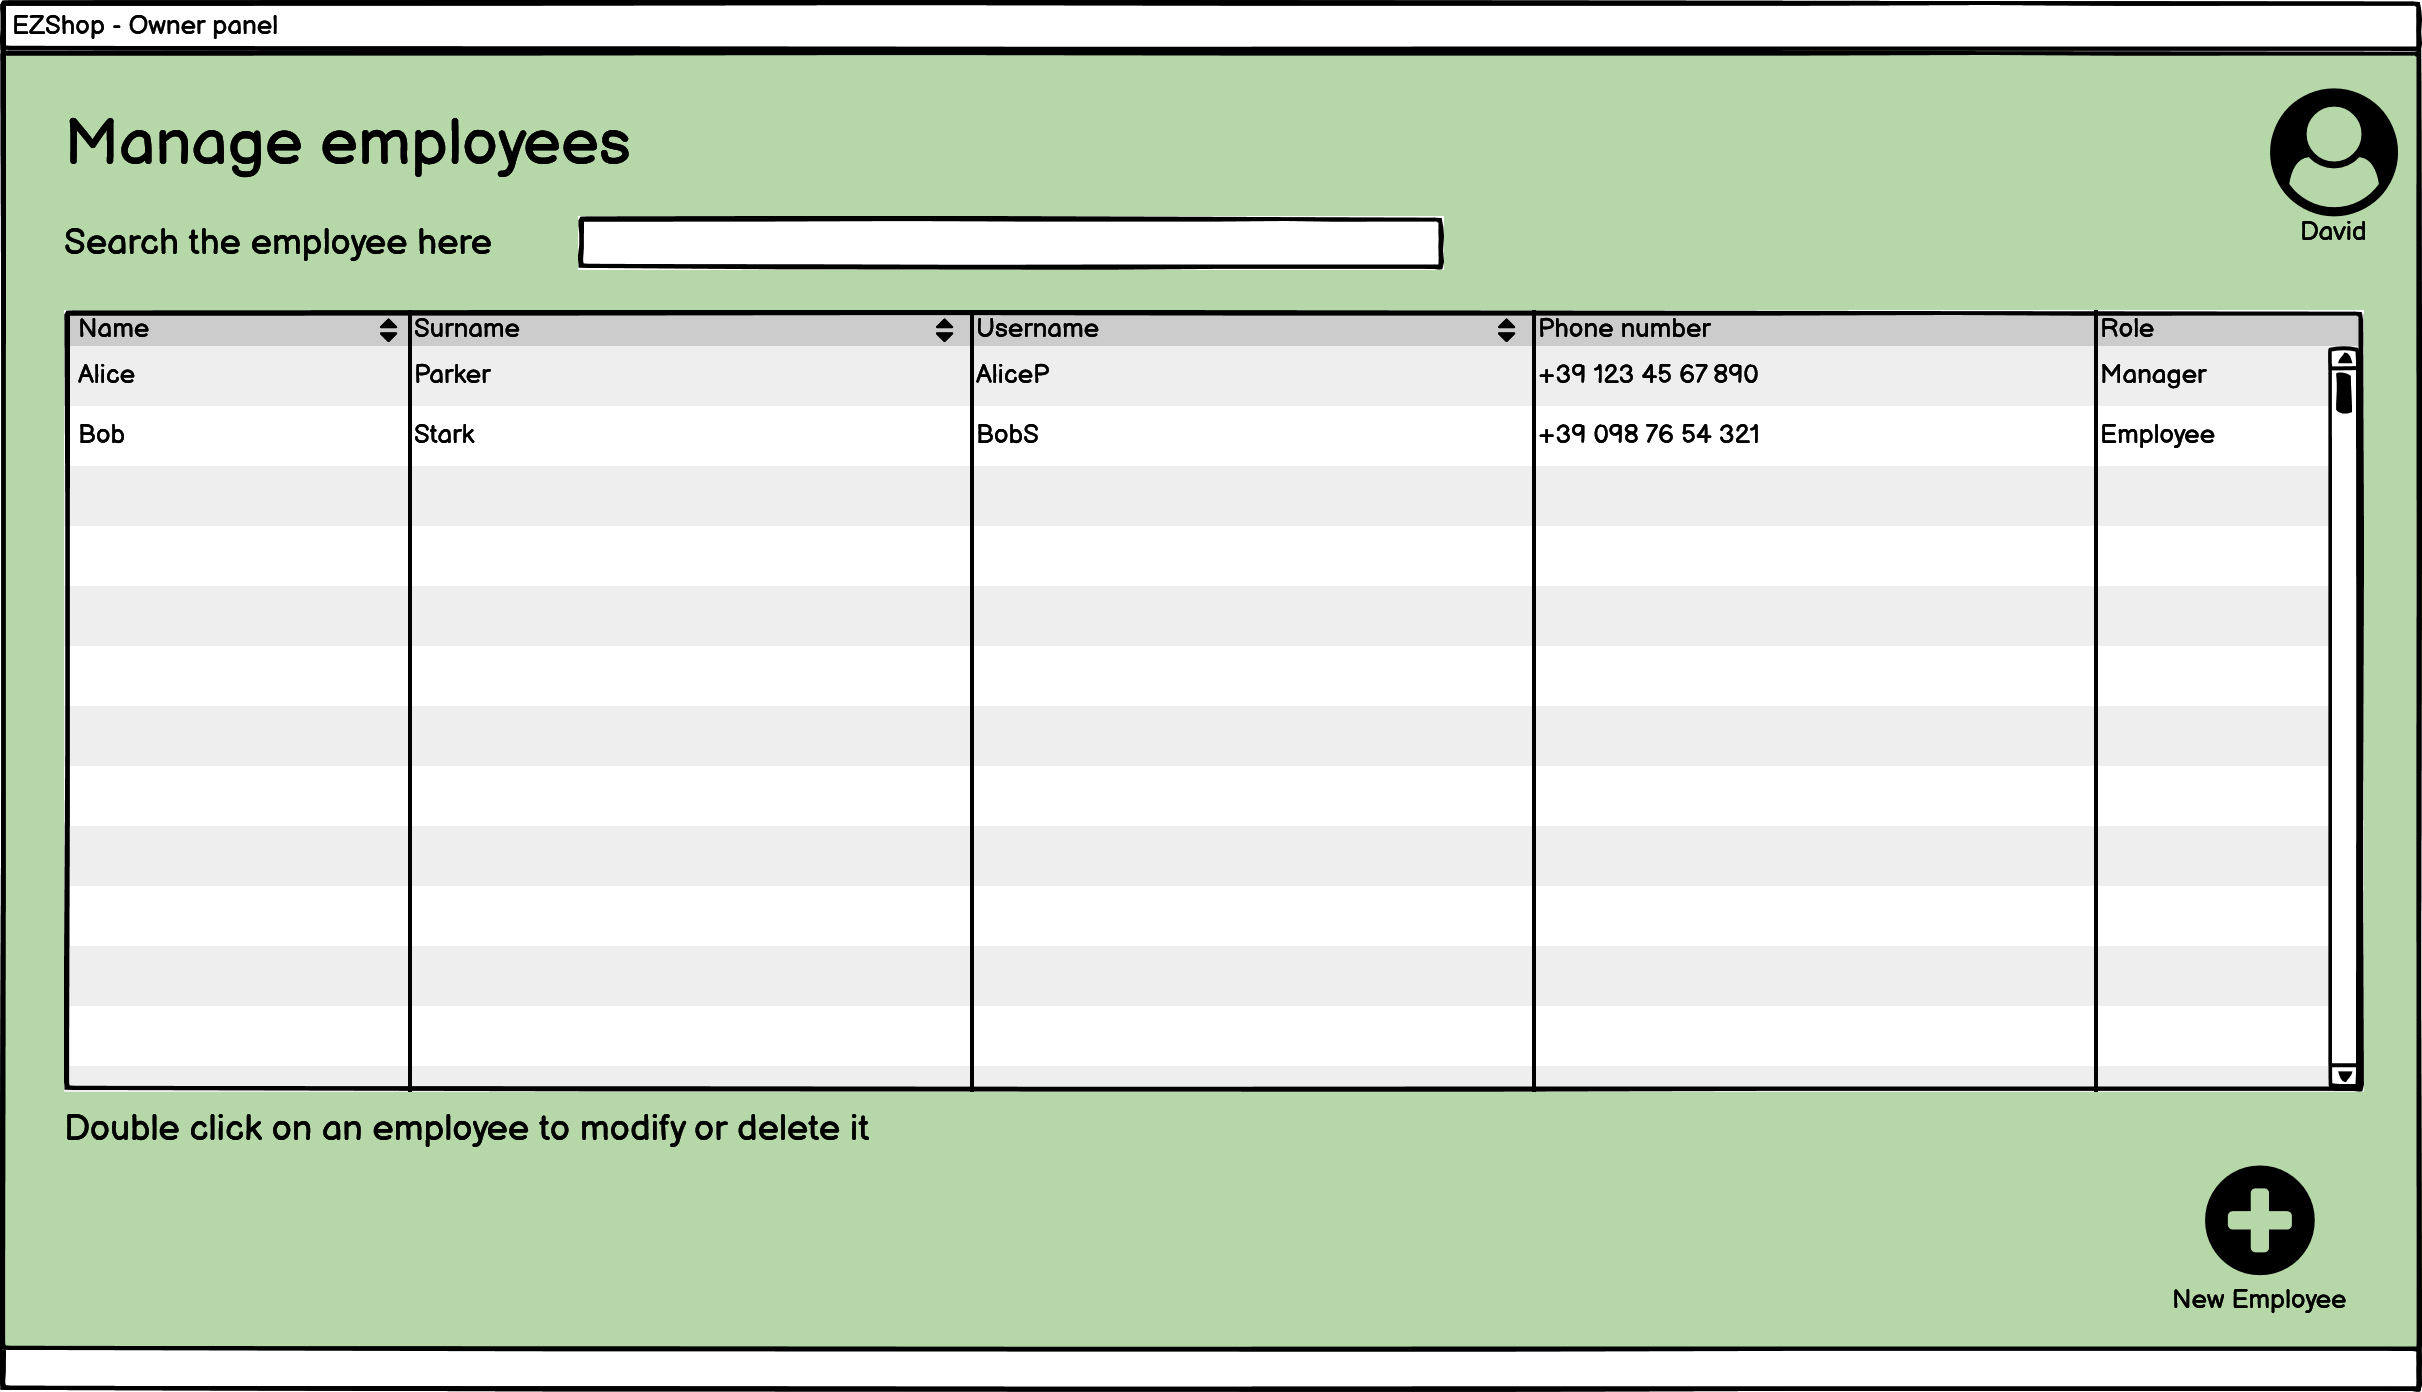 EZShop - Owner panel
Manage employees
David
Search the employee here
Name Surname Username Phone number Role
Alice Parker AliceP +39 123 45 67 890 Manager
Bob Stark BobS +39 098 76 54 321 Employee
Double click on an employee to modify or delete it
New Employee